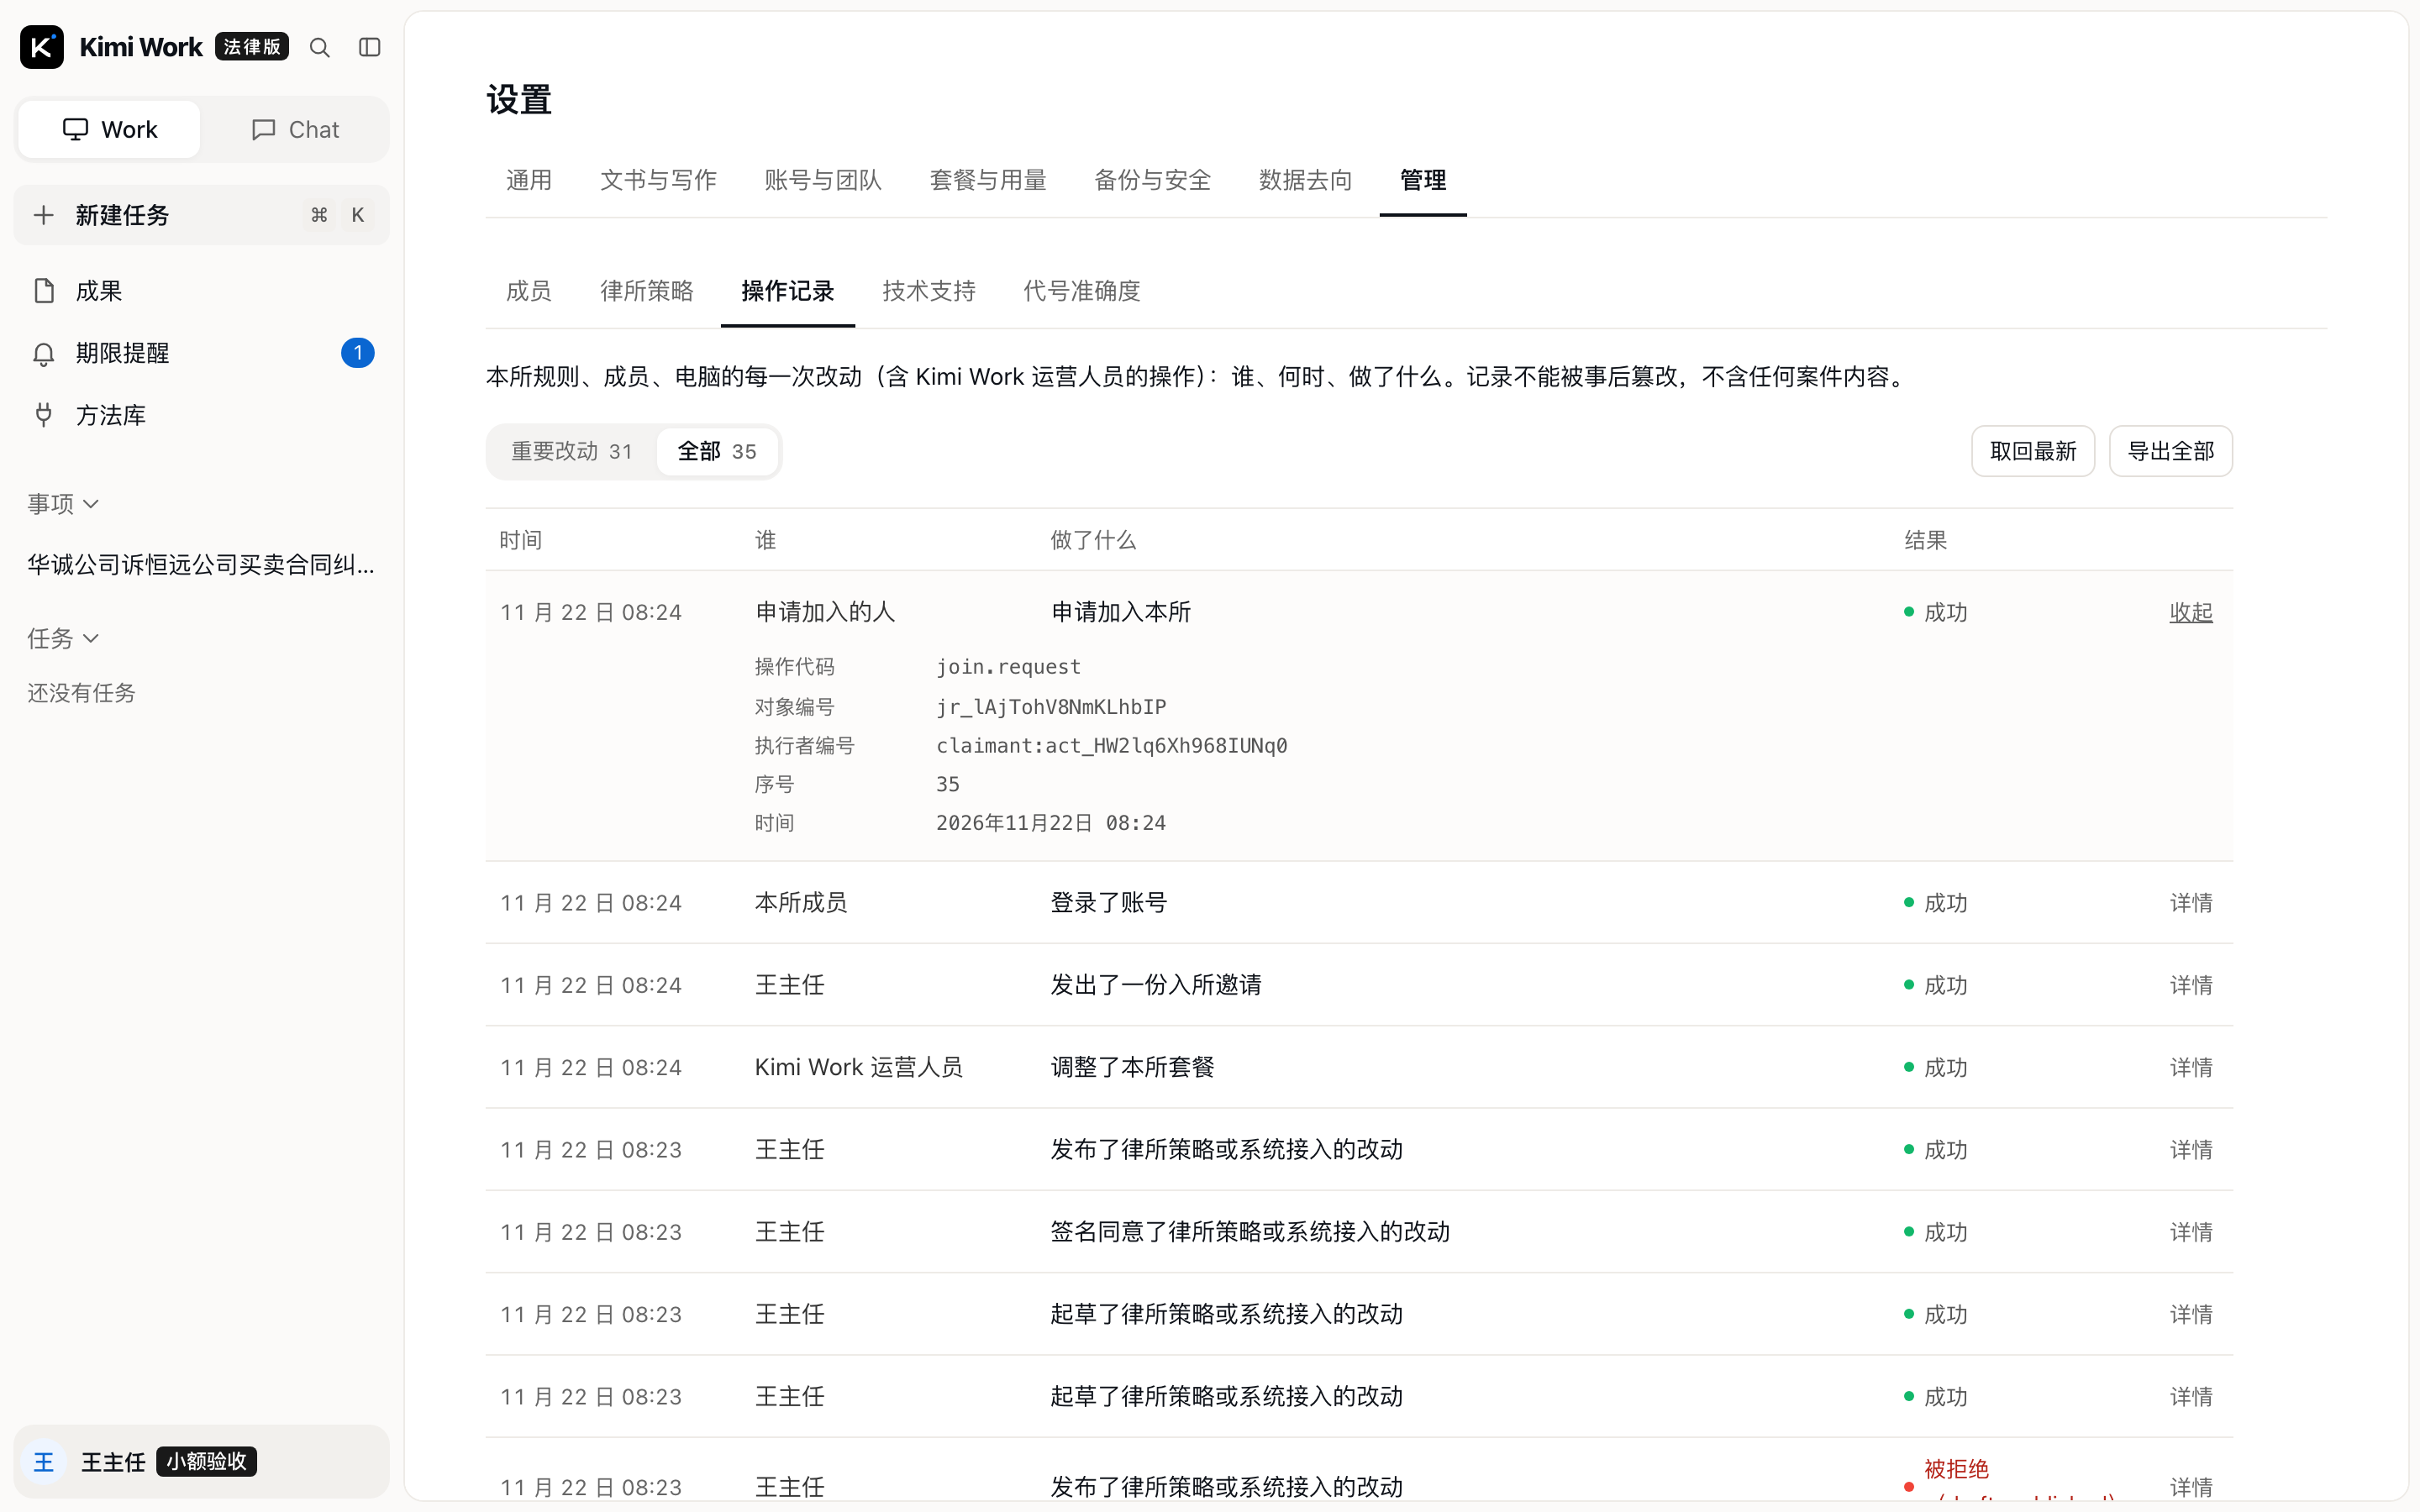 Kimi Work 法律版
Work
Chat
新建任务 ⌘ K
成果
期限提醒 1
方法库
事项
华诚公司诉恒远公司买卖合同纠...
任务
还没有任务
王 王主任 小额验收
设置
通用 文书与写作 账号与团队 套餐与用量 备份与安全 数据去向 管理
成员 律所策略 操作记录 技术支持 代号准确度
本所规则、成员、电脑的每一次改动（含 Kimi Work 运营人员的操作）：谁、何时、做了什么。记录不能被事后篡改，不含任何案件内容。
重要改动 31 全部 35 取回最新 导出全部
时间 谁 做了什么 结果
11 月 22 日 08:24 申请加入的人 申请加入本所 成功 收起
操作代码 join.request
对象编号 jr_lAjTohV8NmKLhbIP
执行者编号 claimant:act_HW2lq6Xh968IUNq0
序号 35
时间 2026年11月22日 08:24
11 月 22 日 08:24 本所成员 登录了账号 成功 详情
11 月 22 日 08:24 王主任 发出了一份入所邀请 成功 详情
11 月 22 日 08:24 Kimi Work 运营人员 调整了本所套餐 成功 详情
11 月 22 日 08:23 王主任 发布了律所策略或系统接入的改动 成功 详情
11 月 22 日 08:23 王主任 签名同意了律所策略或系统接入的改动 成功 详情
11 月 22 日 08:23 王主任 起草了律所策略或系统接入的改动 成功 详情
11 月 22 日 08:23 王主任 起草了律所策略或系统接入的改动 成功 详情
11 月 22 日 08:23 王主任 发布了律所策略或系统接入的改动 被拒绝 详情